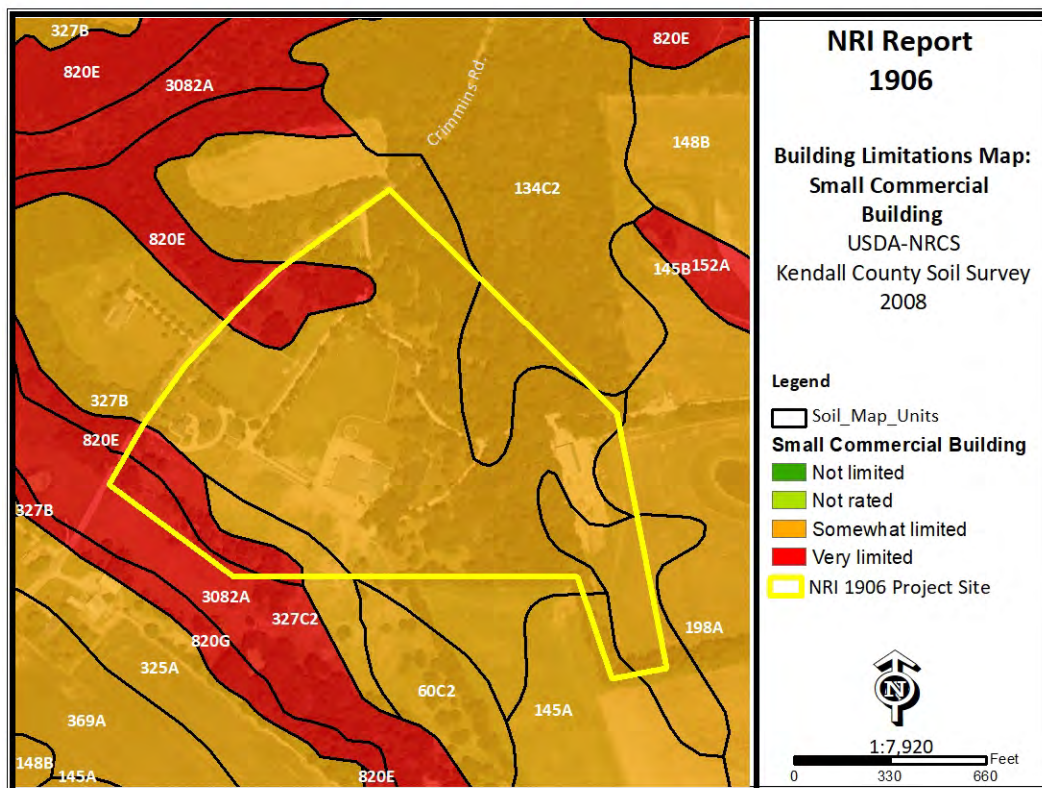 327B
820E
820E
3082A
Crimmins Rd.
148B
134C2
820E
145B 152A
327B
820E
327B
3082A
327C2
820G
198A
325A
60C2
145A
369A
148B
145A
820E
NRI Report
1906
Building Limitations Map:
Small Commercial
Building
USDA-NRCS
Kendall County Soil Survey
2008
Legend
Soil_Map_Units
Small Commercial Building
Not limited
Not rated
Somewhat limited
Very limited
NRI 1906 Project Site
N
1:7,920
Feet
0 330 660